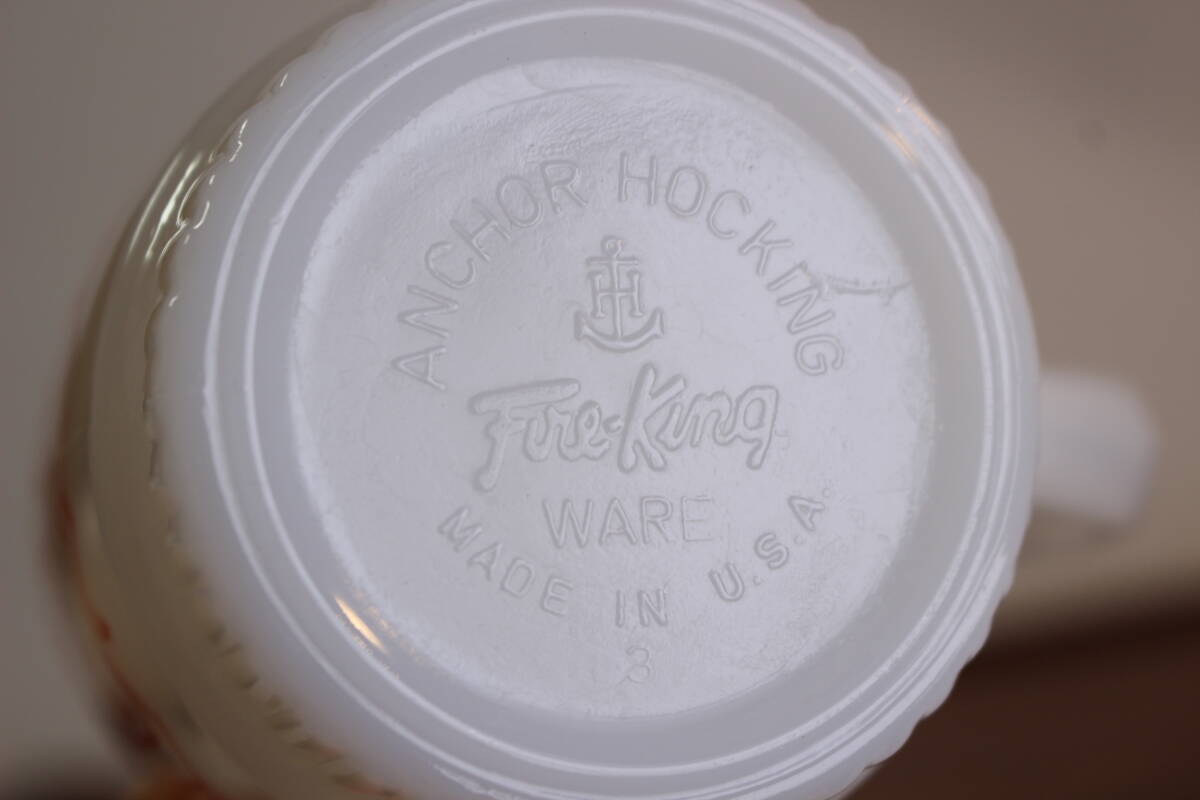 ANCHOR HOCKING
H
Fire-King
WARE
MADE IN U.S.A.
3